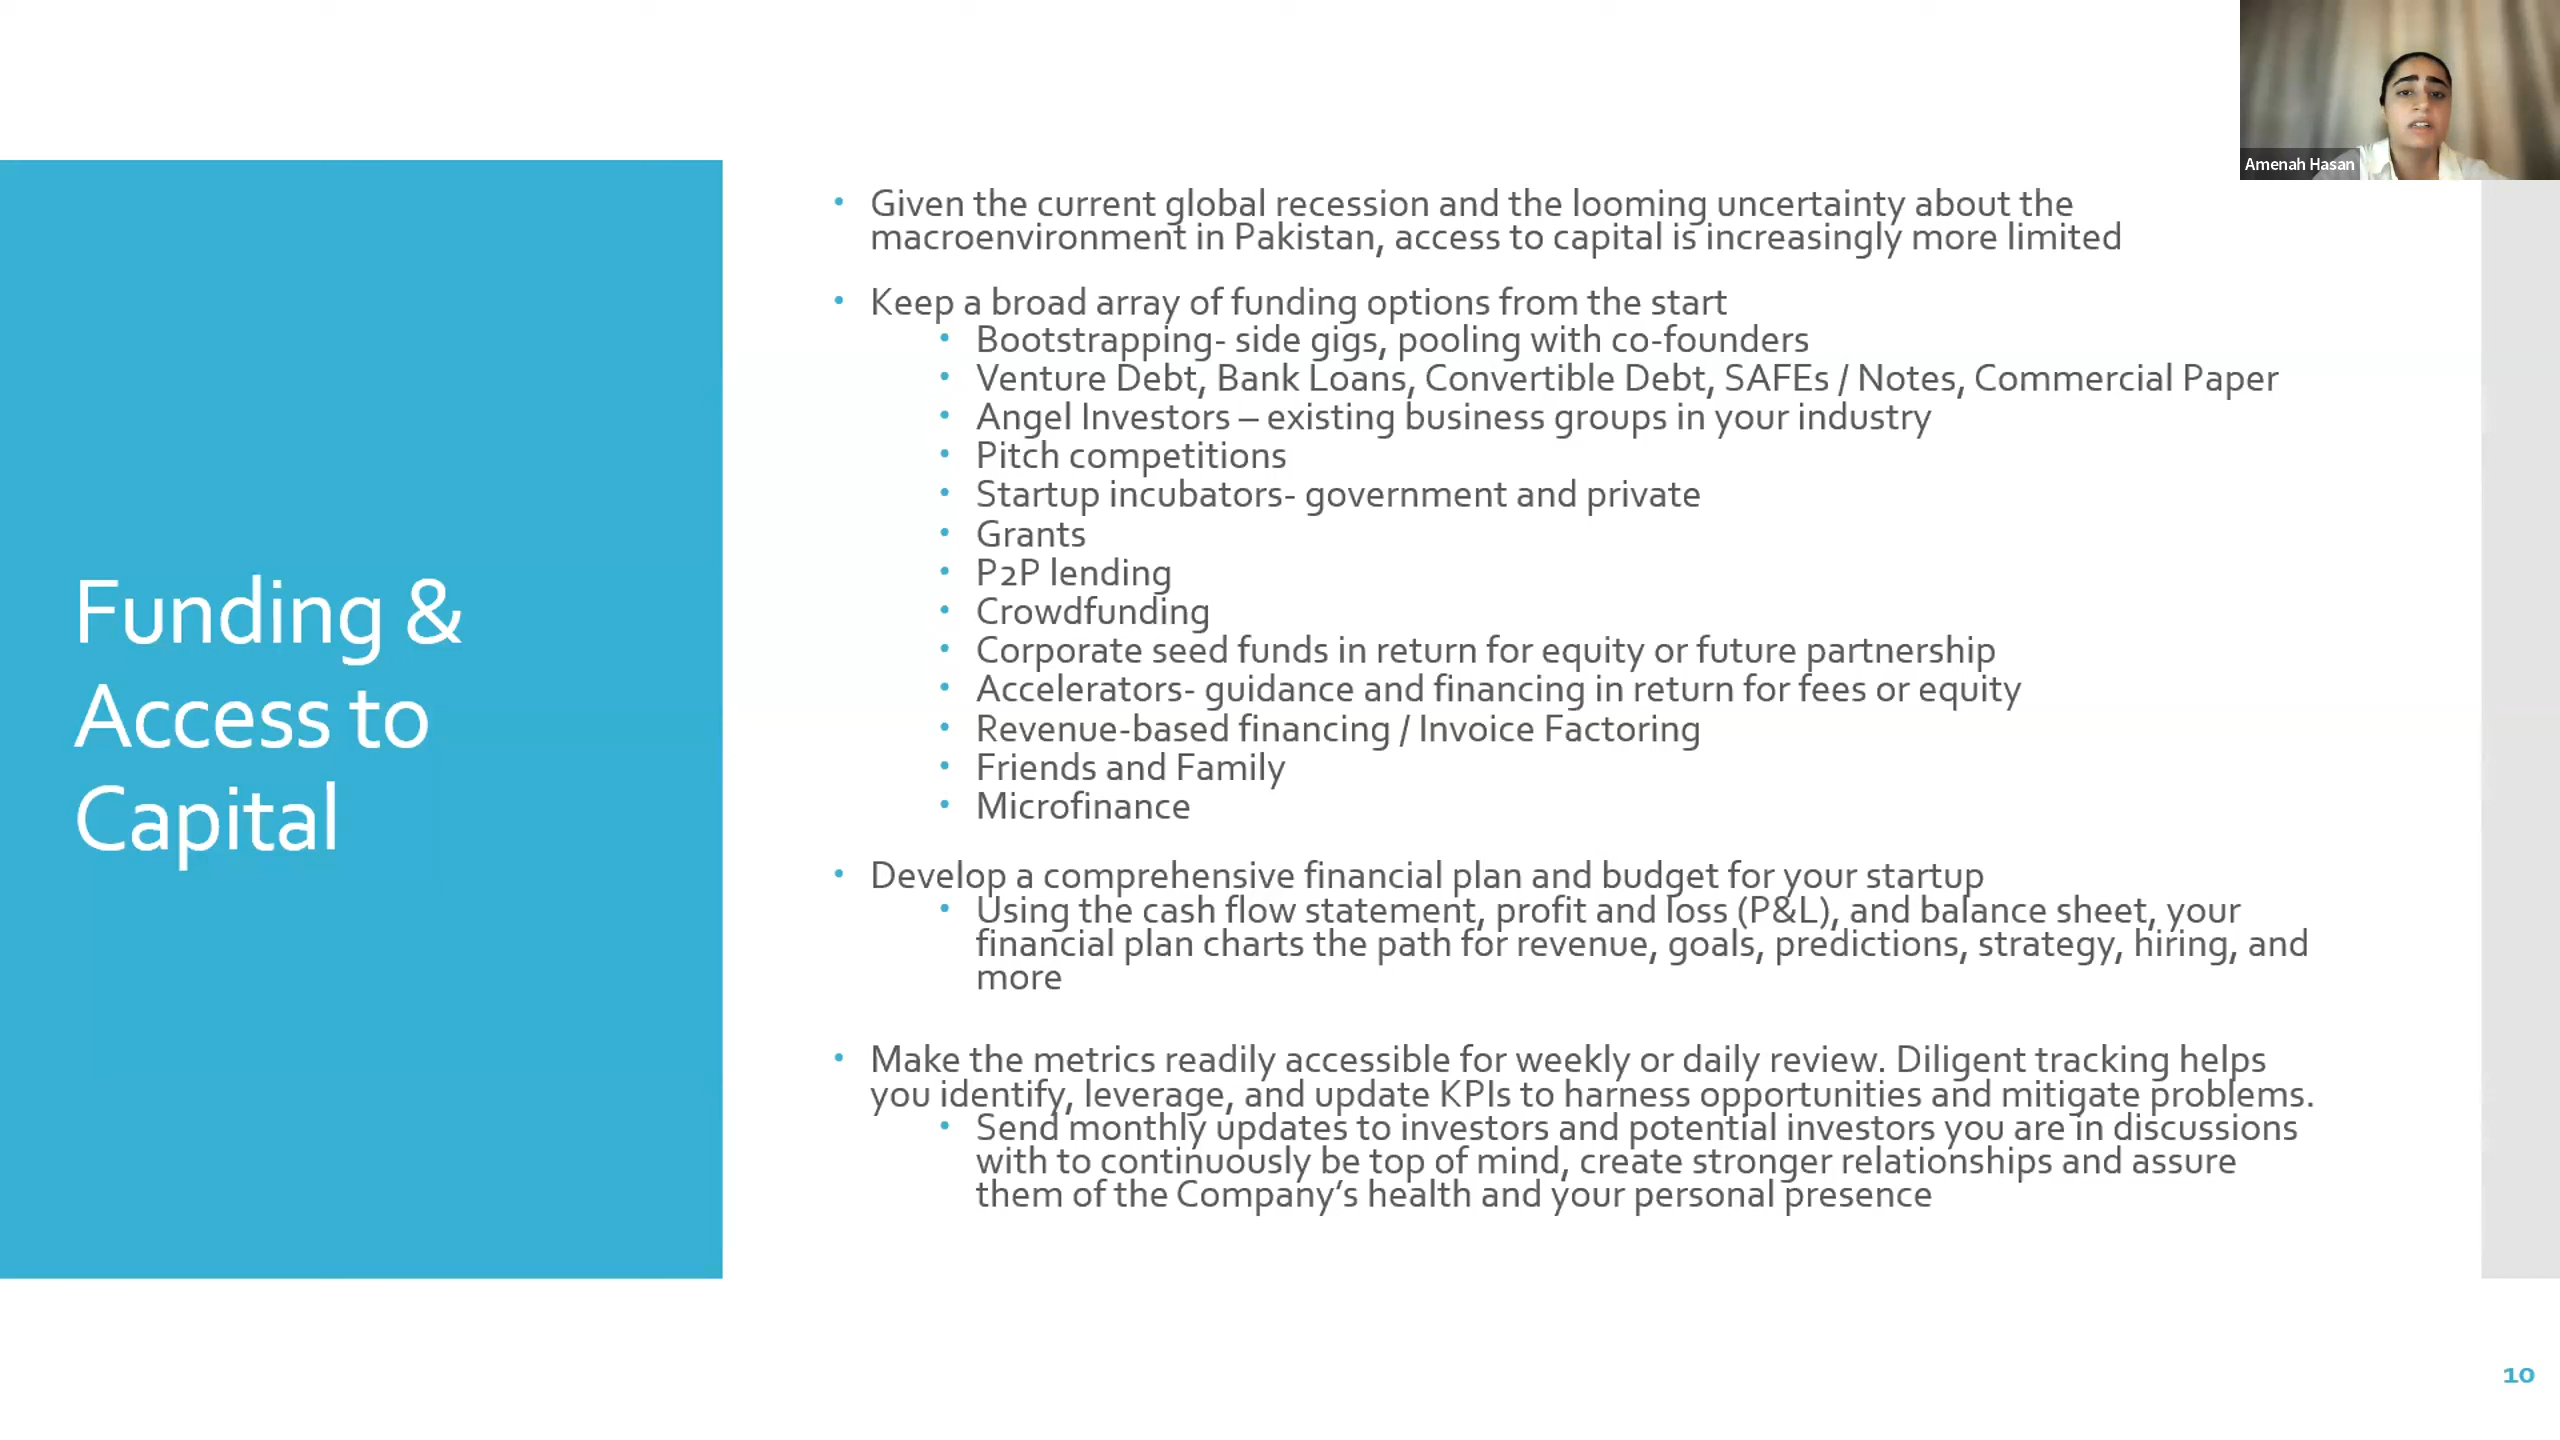 Amenah Hasan
Funding &
Access to
Capital
• Given the current global recession and the looming uncertainty about the
macroenvironment in Pakistan, access to capital is increasingly more limited
• Keep a broad array of funding options from the start
• Bootstrapping- side gigs, pooling with co-founders
• Venture Debt, Bank Loans, Convertible Debt, SAFEs / Notes, Commercial Paper
• Angel Investors – existing business groups in your industry
• Pitch competitions
• Startup incubators- government and private
• Grants
• P2P lending
• Crowdfunding
• Corporate seed funds in return for equity or future partnership
• Accelerators- guidance and financing in return for fees or equity
• Revenue-based financing / Invoice Factoring
• Friends and Family
• Microfinance
• Develop a comprehensive financial plan and budget for your startup
• Using the cash flow statement, profit and loss (P&L), and balance sheet, your
financial plan charts the path for revenue, goals, predictions, strategy, hiring, and
more
• Make the metrics readily accessible for weekly or daily review. Diligent tracking helps
you identify, leverage, and update KPIs to harness opportunities and mitigate problems.
• Send monthly updates to investors and potential investors you are in discussions
with to continuously be top of mind, create stronger relationships and assure
them of the Company’s health and your personal presence
10